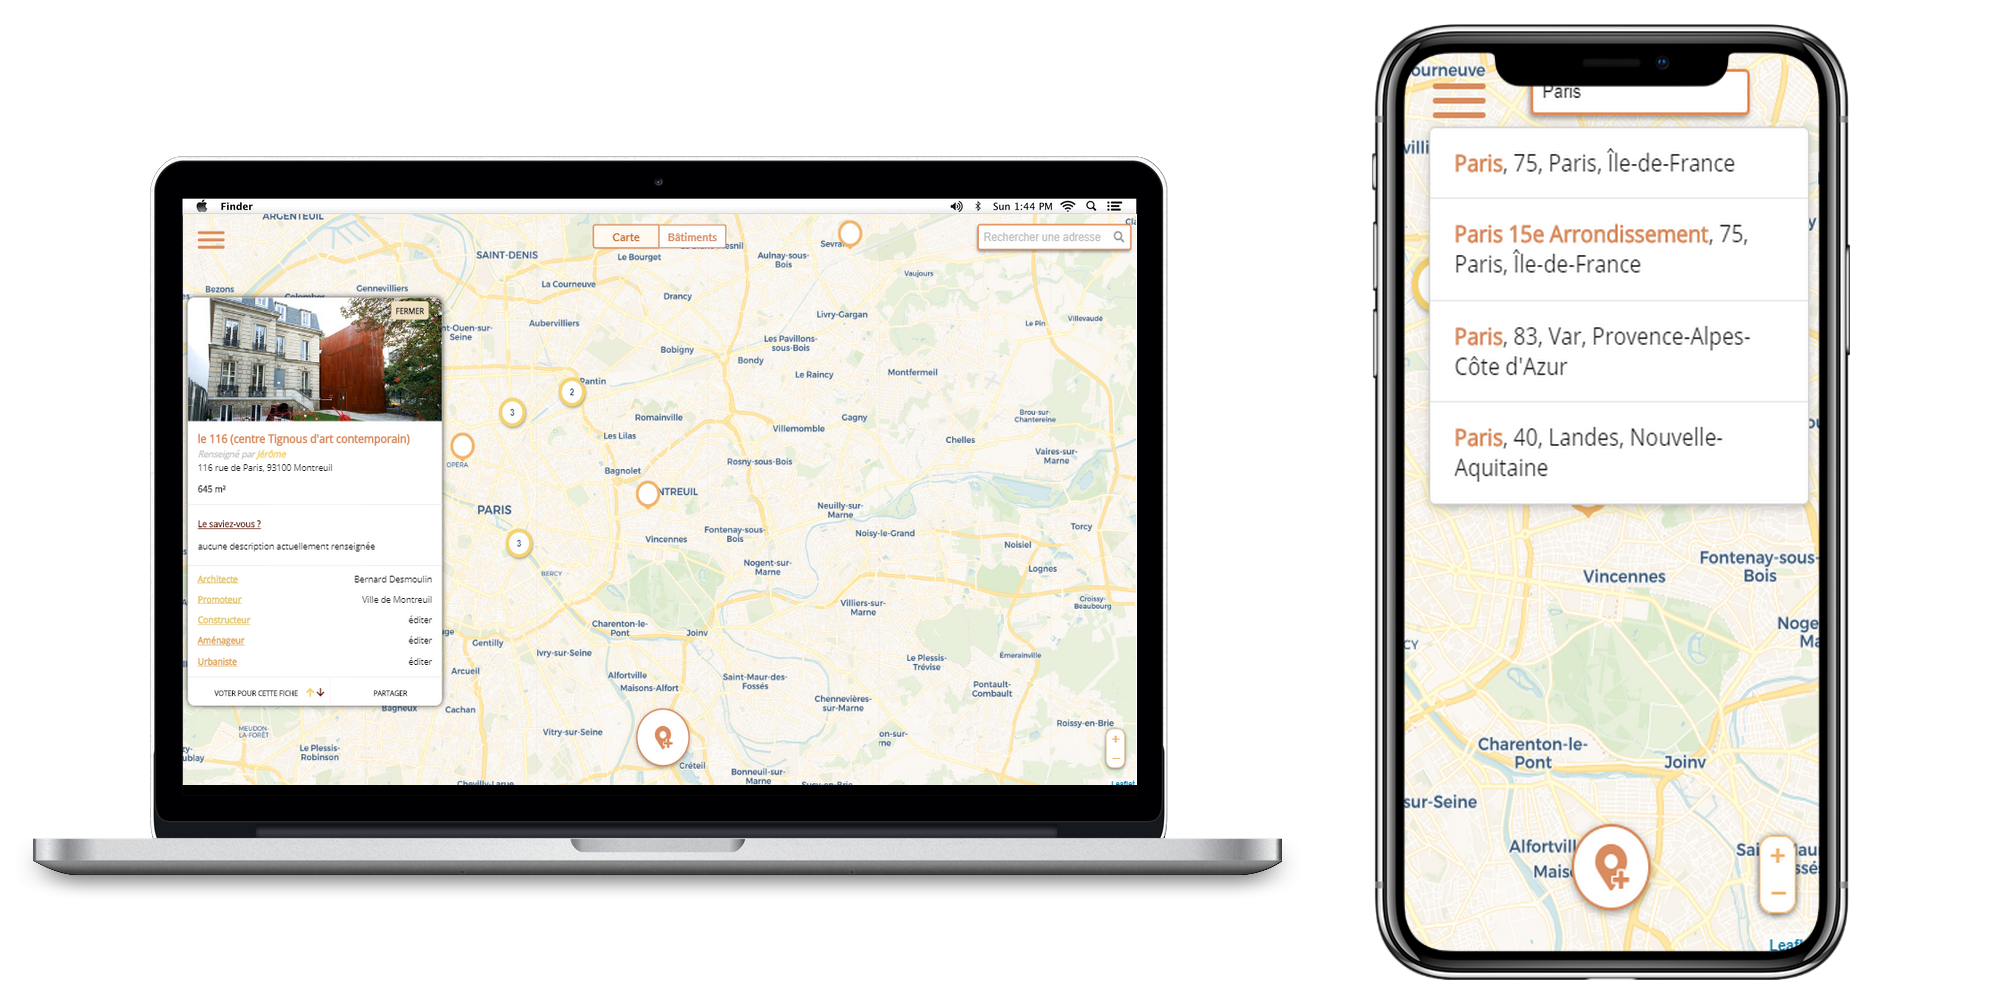 Finder
Sun 1:44 PM
ARGENTEUIL
Carte
Bâtiments
Rechercher une adresse
SAINT-DENIS
Le Bourget
Aulnay-sous-
Bois
Vaujours
Bezons
Gennevilliers
La Courneuve
Drancy
Livry-Gargan
Le Pin
Villevaudé
Aubervilliers
Seine
Les Pavillons-
sous-Bois
Bobigny
Bondy
Le Raincy
Montfermeil
Pantin
2
3
Romainville
Gagny
Brou-sur-
Chantereine
Les Lilas
Villemomble
Chelles
OPERA
Bagnolet
Rosny-sous-Bois
Vaires-sur-
Marne
NTREUIL
PARIS
Neuilly-sur-
Marne
Fontenay-sous-
Bois
Noisy-le-Grand
Torcy
Vincennes
3
Noisiel
BERCY
Nogent-sur-
Marne
Lognes
Villiers-sur-
Marne
Croissy-
Beaubourg
Charenton-le-
Pont
Joinv
Gentilly
Ivry-sur-Seine
Le Plessis-
Trévise
Émerainville
Arcueil
Alfortville
Maisons-Alfort
Saint-Maur-des-
Fossés
Pontault-
Combault
Chennevières-
sur-Marne
Bagneux
Cachan
Roissy-en-Brie
MEUDON-
LA-FORÊT
Vitry-sur-Seine
Le Plessis-
Robinson
Créteil
Bonneuil-sur-
Marne
Chevilly-Larue
Sucy-en-Brie
+
−
Leaflet
FERMER
le 116 (centre Tignous d'art contemporain)
Renseigné par Jérôme
116 rue de Paris, 93100 Montreuil
645 m²
Le saviez-vous ?
aucune description actuellement renseignée
Architecte Bernard Desmoulin
Promoteur Ville de Montreuil
Constructeur éditer
Aménageur éditer
Urbaniste éditer
VOTER POUR CETTE FICHE
PARTAGER
ourneuve
Paris
Paris, 75, Paris, Île-de-France
Paris 15e Arrondissement, 75,
Paris, Île-de-France
Paris, 83, Var, Provence-Alpes-
Côte d'Azur
Paris, 40, Landes, Nouvelle-
Aquitaine
Fontenay-sous-
Bois
Vincennes
Noge
CY
Charenton-le-
Pont
Joinv
sur-Seine
Alfortvill
Mais
+
−
Leafl